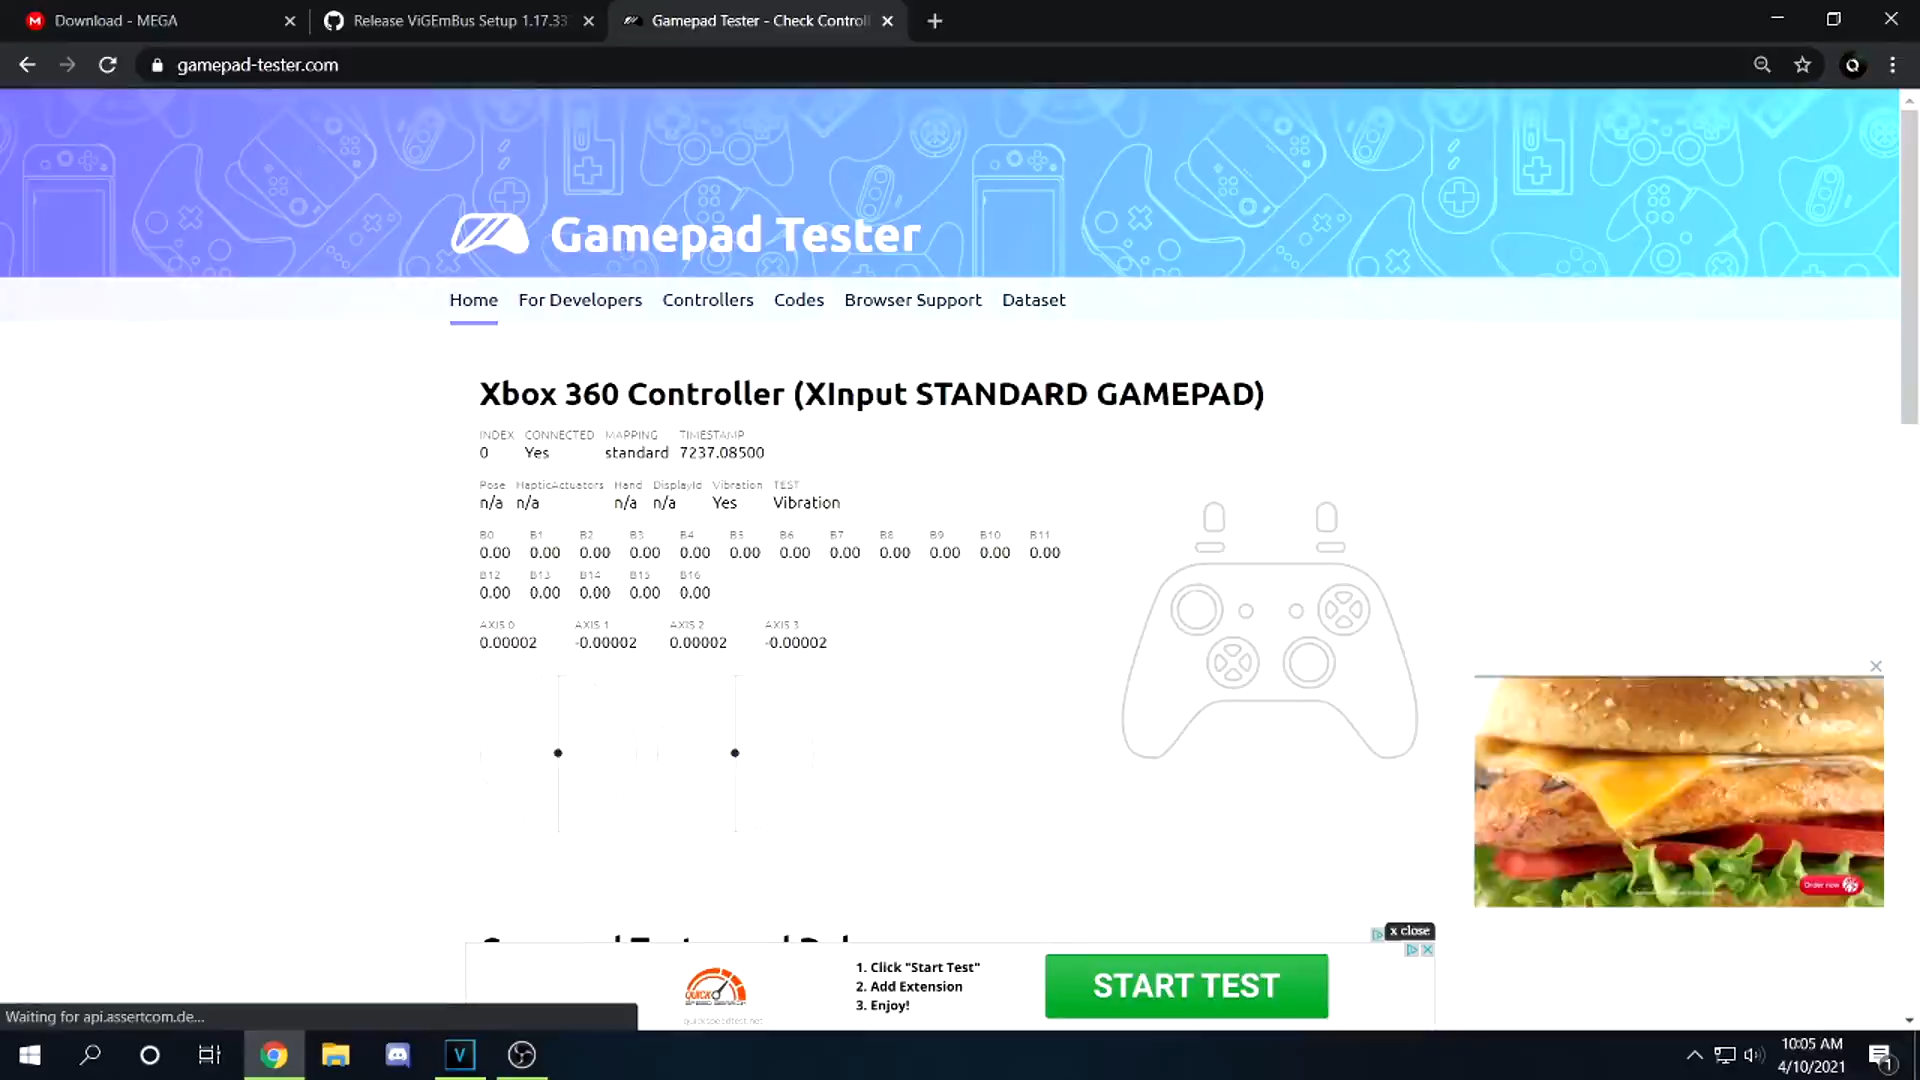 Download - MEGA
Release ViGEmBus Setup 1.17.33
Gamepad Tester - Check Controll
gamepad-tester.com
Gamepad Tester
Home For Developers Controllers Codes Browser Support Dataset
Xbox 360 Controller (XInput STANDARD GAMEPAD)
INDEX CONNECTED MAPPING TIMESTAMP
0 Yes standard 7237.08500
Pose HapticActuators Hand DisplayId Vibration TEST
n/a n/a n/a n/a Yes Vibration
B0 B1 B2 B3 B4 B5 B6 B7 B8 B9 B10 B11
0.00 0.00 0.00 0.00 0.00 0.00 0.00 0.00 0.00 0.00 0.00 0.00
B12 B13 B14 B15 B16
0.00 0.00 0.00 0.00 0.00
AXIS 0 AXIS 1 AXIS 2 AXIS 3
0.00002 -0.00002 0.00002 -0.00002
Order now
x close
QUICK
1. Click "Start Test"
2. Add Extension
3. Enjoy!
START TEST
quickspeedtest.net
Waiting for api.assertcom.de...
10:05 AM
4/10/2021
1